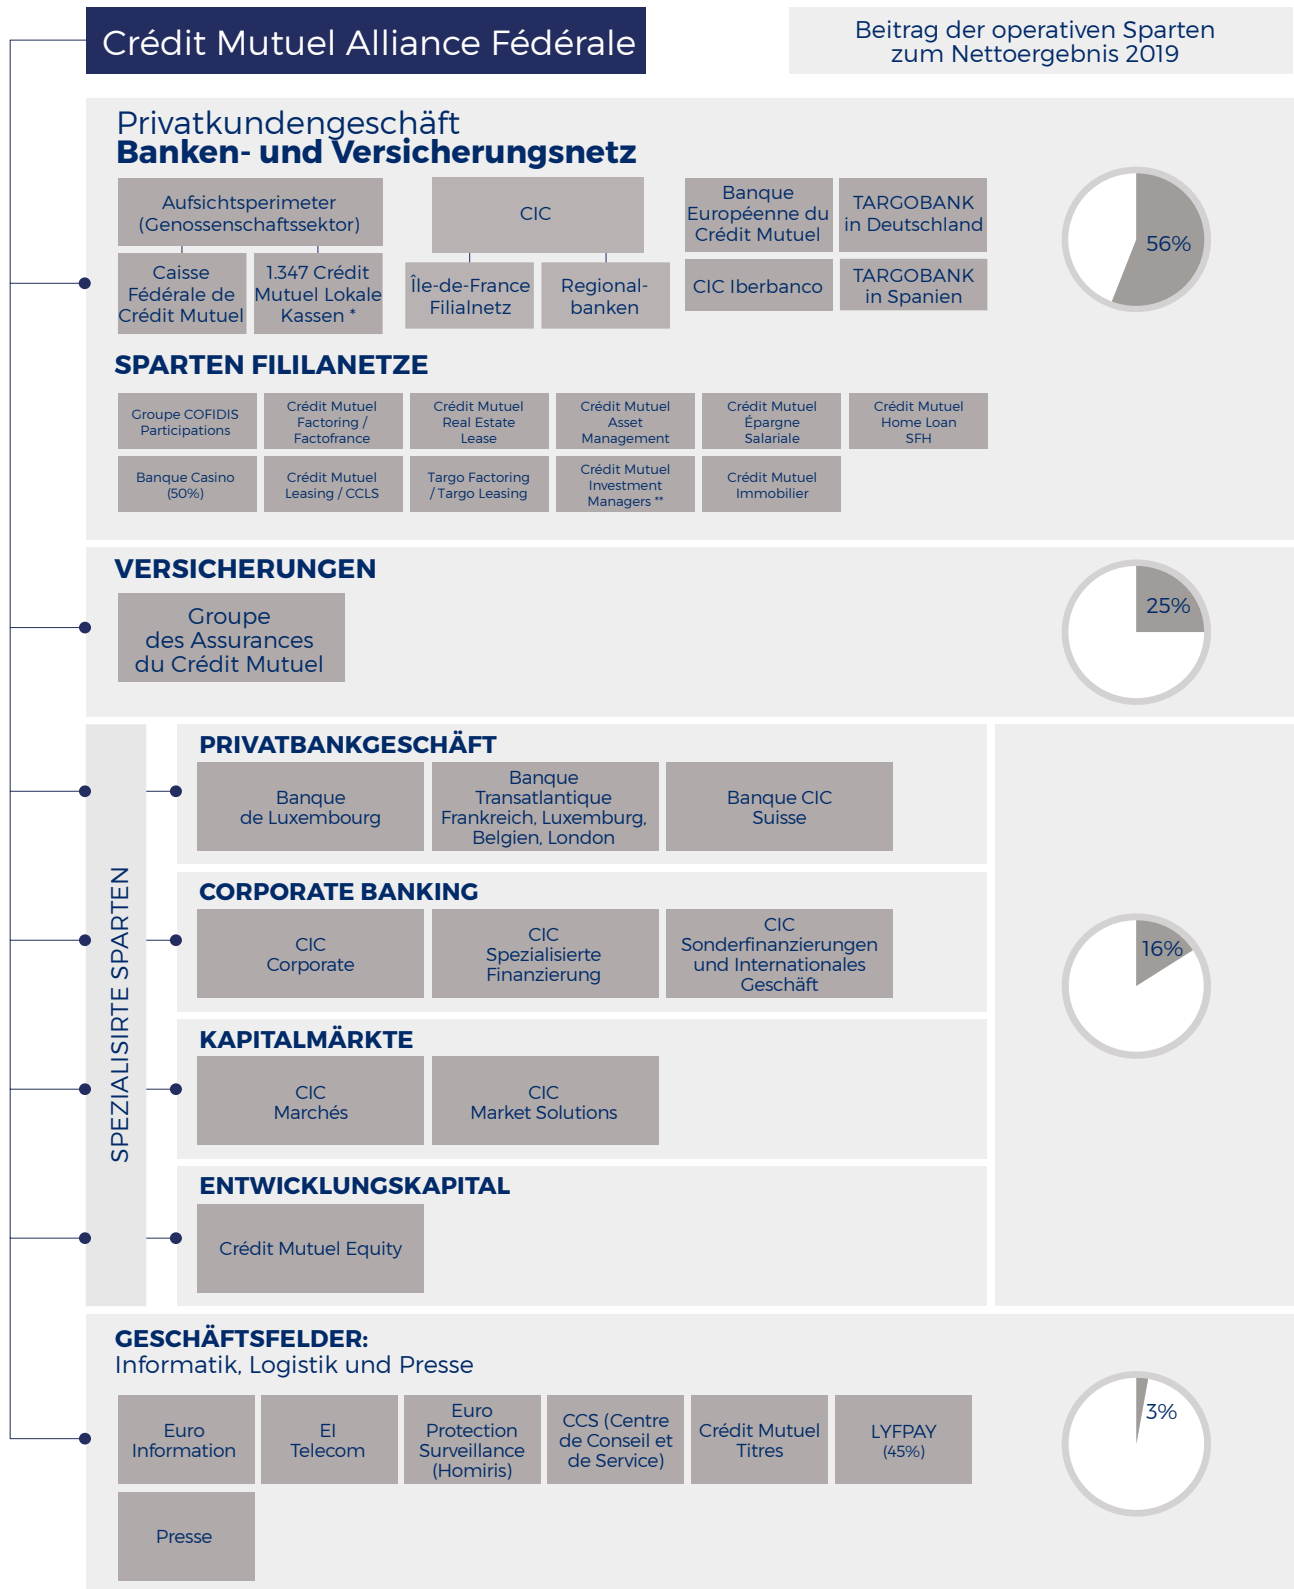 Crédit Mutuel Alliance Fédérale
Beitrag der operativen Sparten
zum Nettoergebnis 2019
Privatkundengeschäft
Banken- und Versicherungsnetz
Aufsichtsperimeter
(Genossenschaftssektor)
Caisse
Fédérale de
Crédit Mutuel
1.347 Crédit
Mutuel Lokale
Kassen *
CIC
Île-de-France
Filialnetz
Regional-
banken
Banque
Européenne du
Crédit Mutuel
TARGOBANK
in Deutschland
CIC Iberbanco
TARGOBANK
in Spanien
56%
SPARTEN FILILANETZE
Groupe COFIDIS
Participations
Crédit Mutuel
Factoring /
Factofrance
Crédit Mutuel
Real Estate
Lease
Crédit Mutuel
Asset
Management
Crédit Mutuel
Épargne
Salariale
Crédit Mutuel
Home Loan
SFH
Banque Casino
(50%)
Crédit Mutuel
Leasing / CCLS
Targo Factoring
/ Targo Leasing
Crédit Mutuel
Investment
Managers **
Crédit Mutuel
Immobilier
VERSICHERUNGEN
Groupe
des Assurances
du Crédit Mutuel
25%
SPEZIALISIRTE SPARTEN
PRIVATBANKGESCHÄFT
Banque
de Luxembourg
Banque
Transatlantique
Frankreich, Luxemburg,
Belgien, London
Banque CIC
Suisse
CORPORATE BANKING
CIC
Corporate
CIC
Spezialisierte
Finanzierung
CIC
Sonderfinanzierungen
und Internationales
Geschäft
16%
KAPITALMÄRKTE
CIC
Marchés
CIC
Market Solutions
ENTWICKLUNGSKAPITAL
Crédit Mutuel Equity
GESCHÄFTSFELDER:
Informatik, Logistik und Presse
Euro
Information
EI
Telecom
Euro
Protection
Surveillance
(Homiris)
CCS (Centre
de Conseil et
de Service)
Crédit Mutuel
Titres
LYFPAY
(45%)
3%
Presse